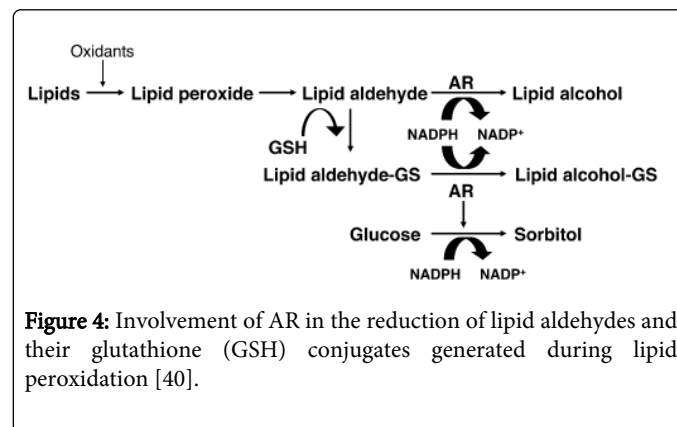 Oxidants
Lipids Lipid peroxide Lipid aldehyde AR Lipid alcohol
NADPH NADP+
GSH
Lipid aldehyde-GS Lipid alcohol-GS
AR
Glucose Sorbitol
NADPH NADP+
Figure 4: Involvement of AR in the reduction of lipid aldehydes and
their glutathione (GSH) conjugates generated during lipid
peroxidation [40].